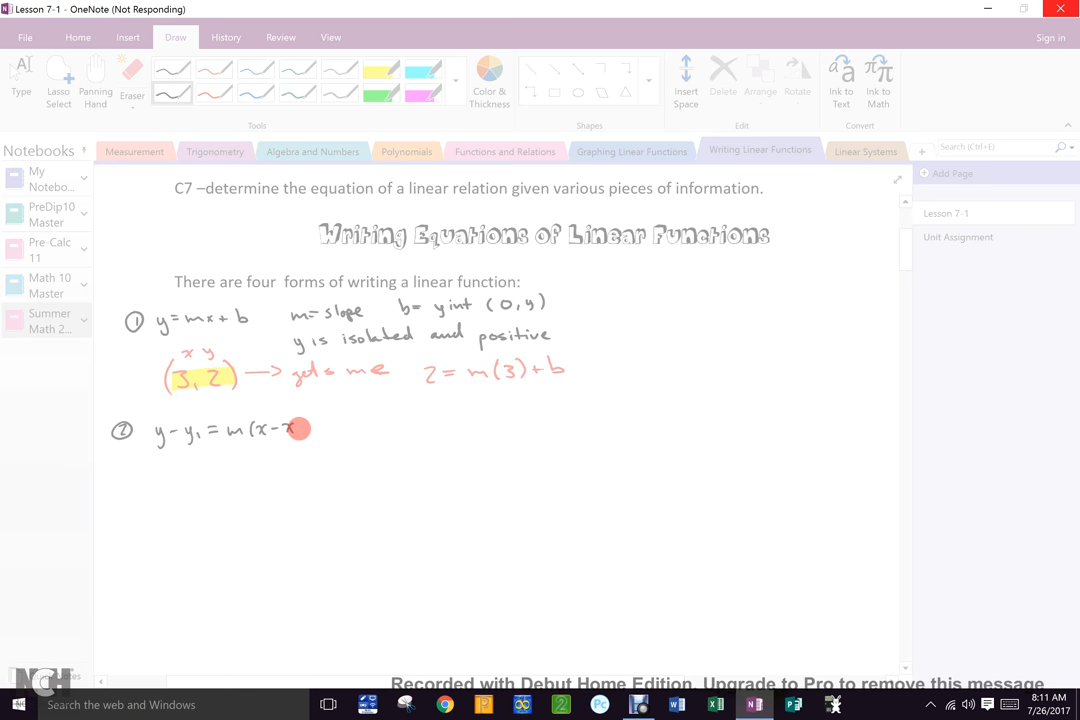 Lesson 7-1 - OneNote (Not Responding)
File Home Insert Draw History Review View Sign in
Type Lasso Select Panning Hand Eraser Color & Thickness Insert Space Delete Arrange Rotate Ink to Text Ink to Math
Tools Shapes Edit Convert
Notebooks Measurement Trigonometry Algebra and Numbers Polynomials Functions and Relations Graphing Linear Functions Writing Linear Functions Linear Systems + Search (Ctrl+E)
My Notebo...
PreDip10 Master
Pre-Calc 11
Math 10 Master
Summer Math 2...
Add Page
Lesson 7-1
Unit Assignment
C7 –determine the equation of a linear relation given various pieces of information.
Writing Equations of Linear Functions
There are four forms of writing a linear function:
① y = mx + b m = slope b = y int (0, y)
y is isolated and positive
x y
(3, 2) → gets me 2 = m(3) + b
② y - y₁ = m (x - x
NCH
Recorded with Debut Home Edition. Upgrade to Pro to remove this message
Search the web and Windows
8:11 AM
7/26/2017